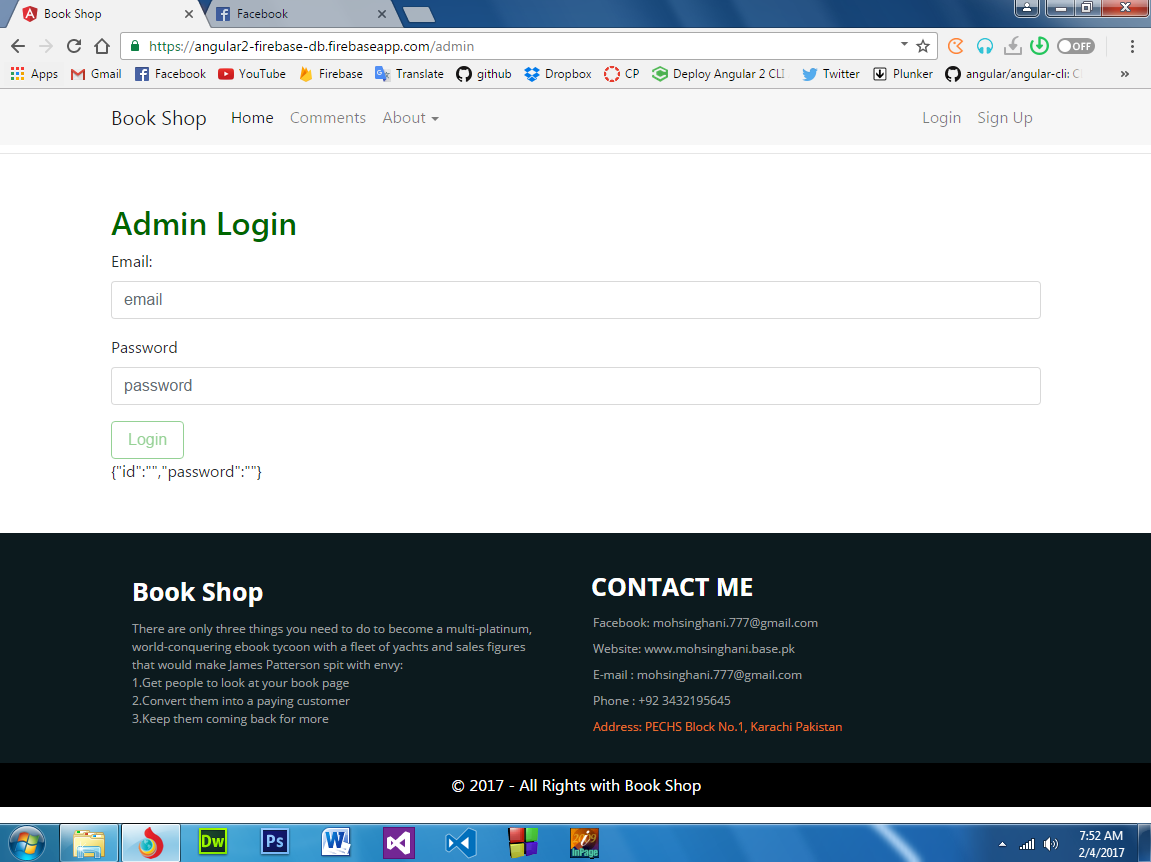 Book Shop
Facebook
https://angular2-firebase-db.firebaseapp.com/admin
OFF
Apps Gmail Facebook YouTube Firebase Translate github Dropbox CP Deploy Angular 2 CLI Twitter Plunker angular/angular-cli: C »
Book Shop Home Comments About Login Sign Up
Admin Login
Email:
email
Password
password
Login
{"id":"","password":""}
Book Shop
There are only three things you need to do to become a multi-platinum,
world-conquering ebook tycoon with a fleet of yachts and sales figures
that would make James Patterson spit with envy:
1.Get people to look at your book page
2.Convert them into a paying customer
3.Keep them coming back for more
CONTACT ME
Facebook: mohsinghani.777@gmail.com
Website: www.mohsinghani.base.pk
E-mail : mohsinghani.777@gmail.com
Phone : +92 3432195645
Address: PECHS Block No.1, Karachi Pakistan
© 2017 - All Rights with Book Shop
Dw
Ps
W
2009
InPage
7:52 AM
2/4/2017